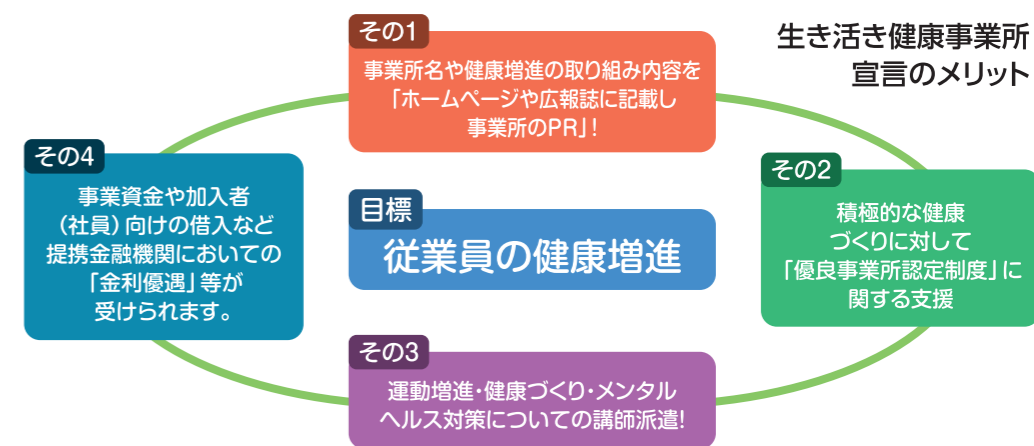 生き活き健康事業所
宣言のメリット
その1
事業所名や健康増進の取り組み内容を
「ホームページや広報誌に記載し
事業所のPR」!
その2
積極的な健康
づくりに対して
「優良事業所認定制度」に
関する支援
その3
運動増進・健康づくり・メンタル
ヘルス対策についての講師派遣!
その4
事業資金や加入者
(社員)向けの借入など
提携金融機関においての
「金利優遇」等が
受けられます。
目標
従業員の健康増進